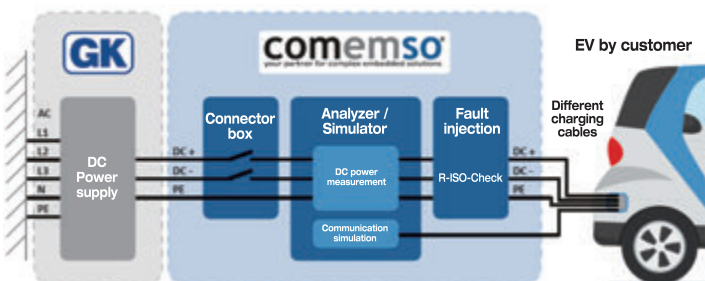 GK
comemso
your partner for complex embedded solutions
EV by customer
Different
charging
cables
AC
L1
L2
L3
N
PE
DC
Power
supply
DC +
DC -
PE
Connector
box
Analyzer /
Simulator
DC power
measurement
Communication
simulation
Fault
injection
R-ISO-Check
DC +
DC -
PE